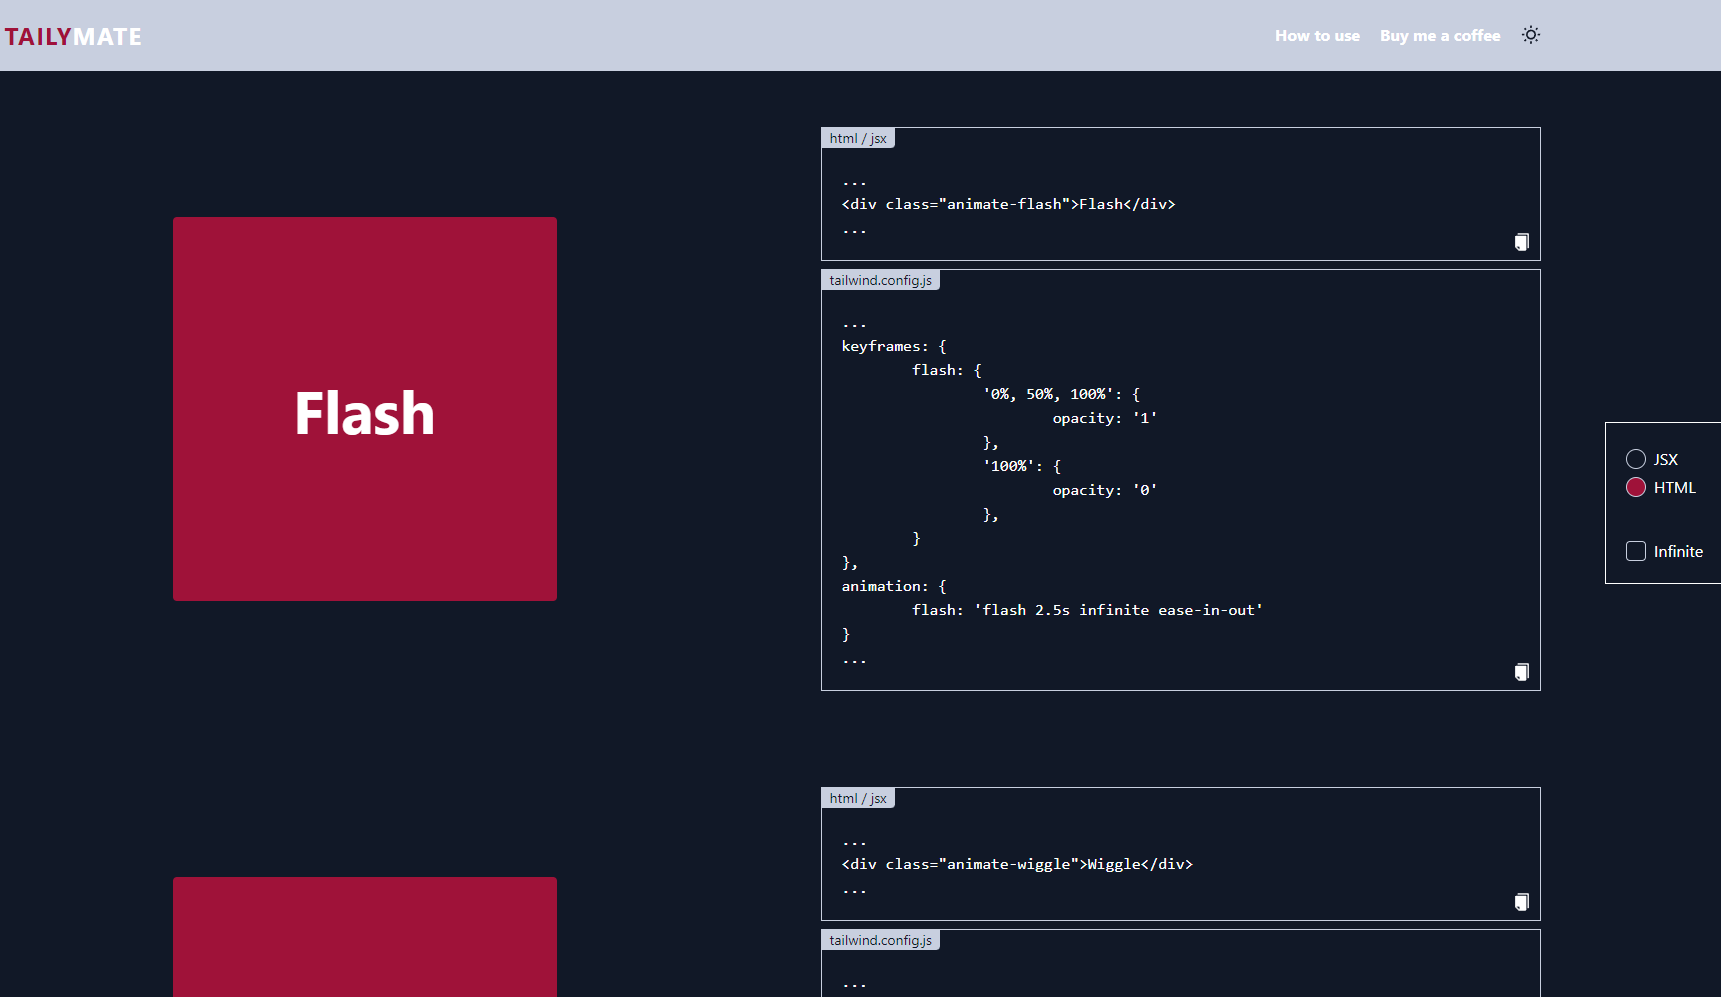 TAILYMATE
How to use Buy me a coffee
Flash
html / jsx
...
<div class="animate-flash">Flash</div>
...
tailwind.config.js
...
keyframes: {
flash: {
'0%, 50%, 100%': {
opacity: '1'
},
'100%': {
opacity: '0'
},
}
},
animation: {
flash: 'flash 2.5s infinite ease-in-out'
}
...
JSX
HTML
Infinite
html / jsx
...
<div class="animate-wiggle">Wiggle</div>
...
tailwind.config.js
...